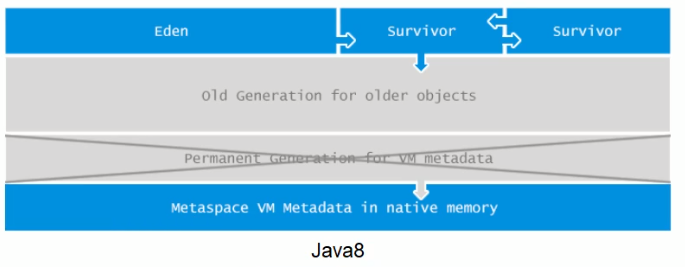 Eden
Survivor
Survivor
Old Generation for older objects
Permanent Generation for VM metadata
Metaspace VM Metadata in native memory
Java8